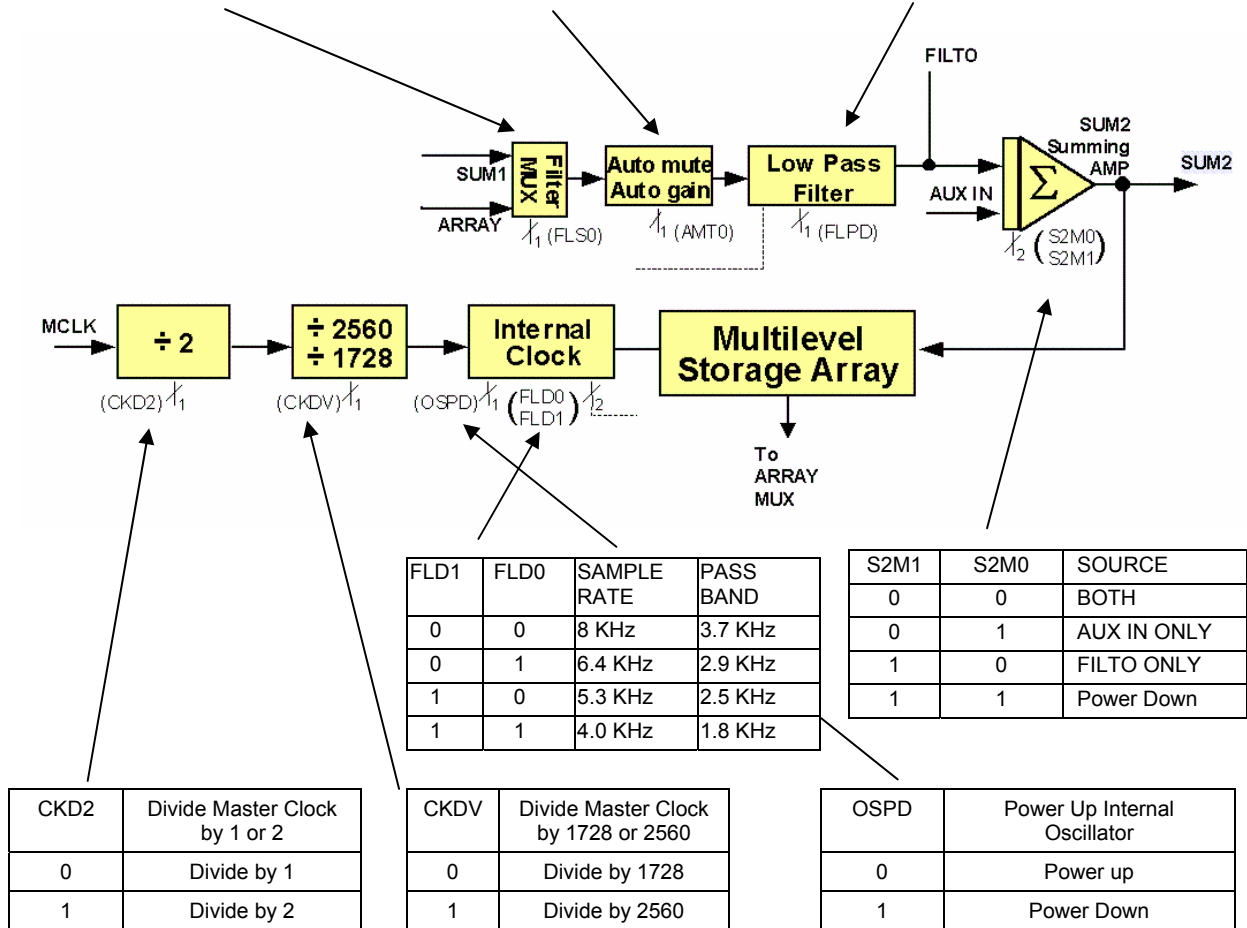 FILTO
SUM1
ARRAY
Filter
MUX
Auto mute
Auto gain
Low Pass
Filter
AUX IN
SUM2
Summing
AMP
Σ
SUM2
1 (FLS0)
1 (AMT0)
1 (FLPD)
2 (S2M0
S2M1)
MCLK
÷ 2
÷ 2560
÷ 1728
Internal
Clock
Multilevel
Storage Array
(CKD2) 1
(CKDV) 1
(OSPD) 1
(FLD0
FLD1) 2
To
ARRAY
MUX
FLD1 FLD0 SAMPLE RATE PASS BAND
0 0 8 KHz 3.7 KHz
0 1 6.4 KHz 2.9 KHz
1 0 5.3 KHz 2.5 KHz
1 1 4.0 KHz 1.8 KHz
S2M1 S2M0 SOURCE
0 0 BOTH
0 1 AUX IN ONLY
1 0 FILTO ONLY
1 1 Power Down
CKD2 Divide Master Clock
by 1 or 2
0 Divide by 1
1 Divide by 2
CKDV Divide Master Clock
by 1728 or 2560
0 Divide by 1728
1 Divide by 2560
OSPD Power Up Internal
Oscillator
0 Power up
1 Power Down